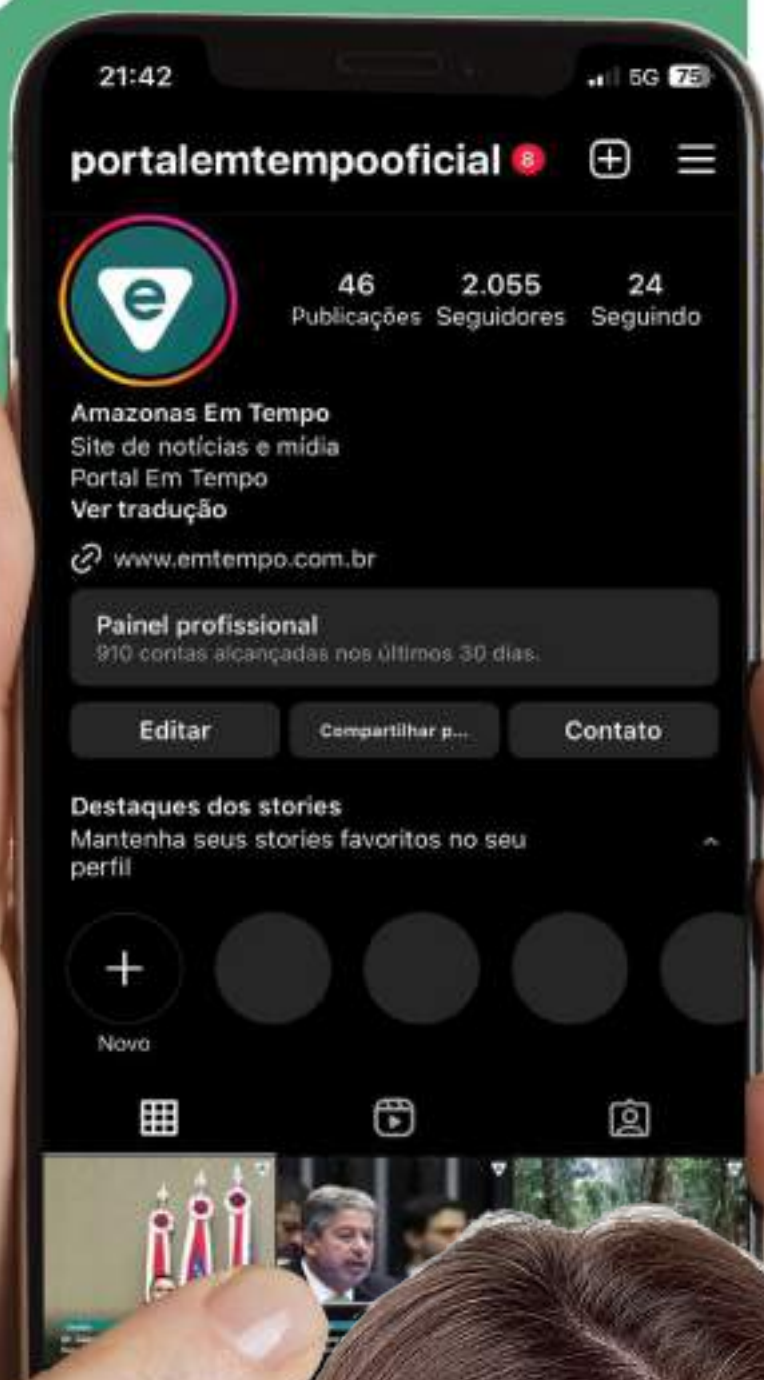 21:42
5G 75
portalemtempooficial 8
e
46 2.055 24
Publicações Seguidores Seguindo
Amazonas Em Tempo
Site de notícias e mídia
Portal Em Tempo
Ver tradução
www.emtempo.com.br
Painel profissional
910 contas alcançadas nos últimos 30 dias.
Editar Compartilhar p... Contato
Destaques dos stories
Mantenha seus stories favoritos no seu
perfil
Novo